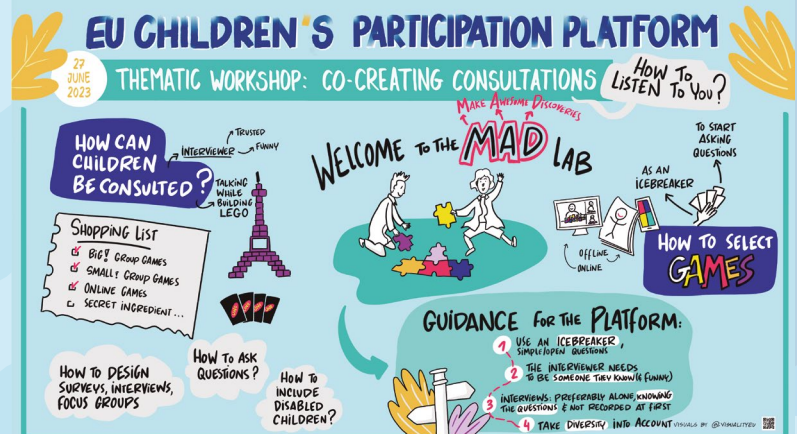 EU CHILDREN'S PARTICIPATION PLATFORM
27
JUNE
2023
THEMATIC WORKSHOP: CO-CREATING CONSULTATIONS
HOW TO
LISTEN TO YOU?
HOW CAN
CHILDREN
BE CONSULTED?
INTERVIEWER
TRUSTED
FUNNY
TALKING
WHILE
BUILDING
LEGO
SHOPPING LIST
BIG! GROUP GAMES
SMALL! GROUP GAMES
ONLINE GAMES
SECRET INGREDIENT...
MAKE AWESOME DISCOVERIES
WELCOME TO THE MAD LAB
TO START
ASKING
QUESTIONS
AS AN
ICEBREAKER
OFFLINE
ONLINE
HOW TO SELECT
GAMES
HOW TO DESIGN
SURVEYS, INTERVIEWS,
FOCUS GROUPS
HOW TO ASK
QUESTIONS?
HOW TO
INCLUDE
DISABLED
CHILDREN?
GUIDANCE FOR THE PLATFORM:
1 USE AN ICEBREAKER,
SIMPLE/OPEN QUESTIONS
2 THE INTERVIEWER NEEDS
TO BE SOMEONE THEY KNOW (& FUNNY)
3 INTERVIEWS: PREFERABLY ALONE, KNOWING
THE QUESTIONS & NOT RECORDED AT FIRST
4 TAKE DIVERSITY INTO ACCOUNT
VISUALS BY @VISUALITYEU